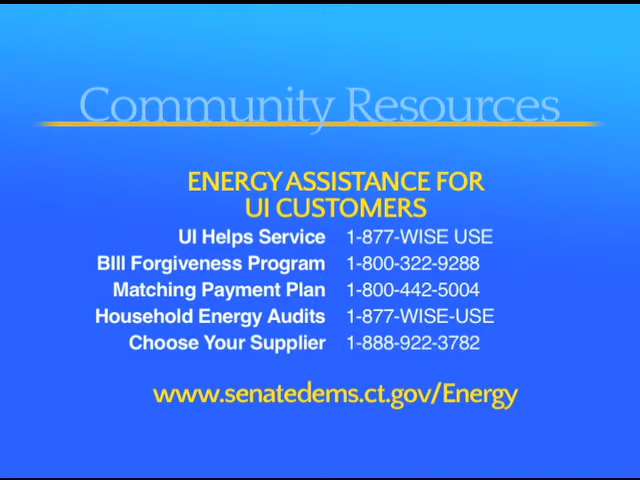 Community Resources
ENERGY ASSISTANCE FOR
UI CUSTOMERS
UI Helps Service 1-877-WISE USE
BIll Forgiveness Program 1-800-322-9288
Matching Payment Plan 1-800-442-5004
Household Energy Audits 1-877-WISE-USE
Choose Your Supplier 1-888-922-3782
www.senatedems.ct.gov/Energy